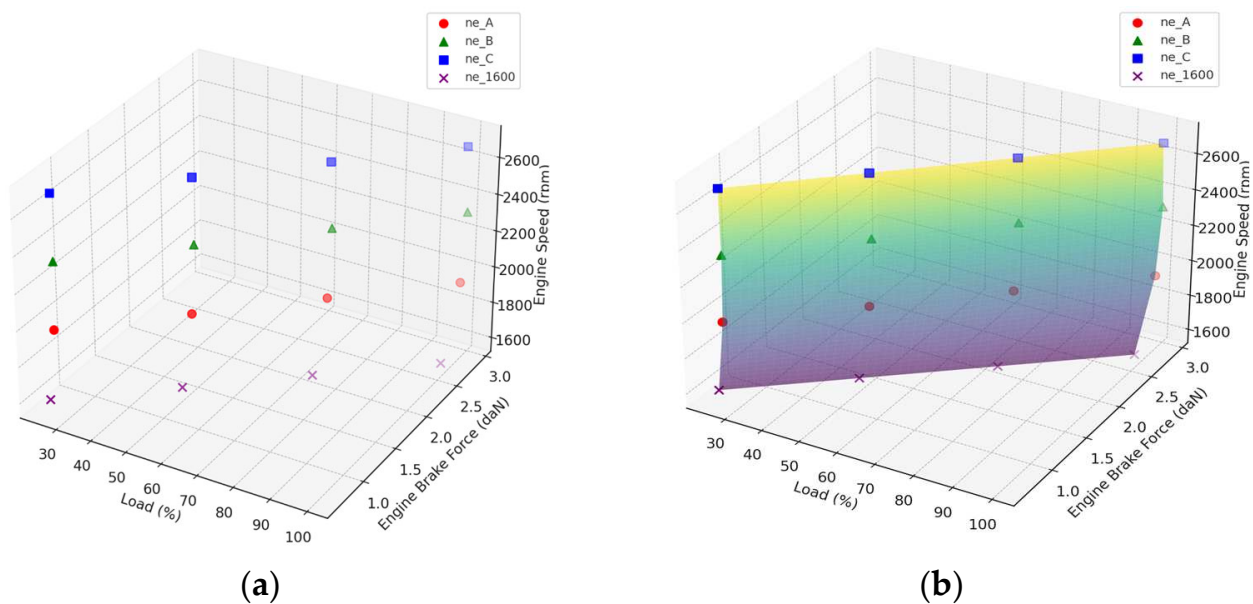 ne_A
ne_B
ne_C
ne_1600
2600
2400
2200
2000
1800
1600
Engine Speed (rpm)
3.0
2.5
2.0
1.5
1.0
Engine Brake Force (daN)
30
40
50
60
70
80
90
100
Load (%)
(a)
ne_A
ne_B
ne_C
ne_1600
2600
2400
2200
2000
1800
1600
Engine Speed (rpm)
3.0
2.5
2.0
1.5
1.0
Engine Brake Force (daN)
30
40
50
60
70
80
90
100
Load (%)
(b)